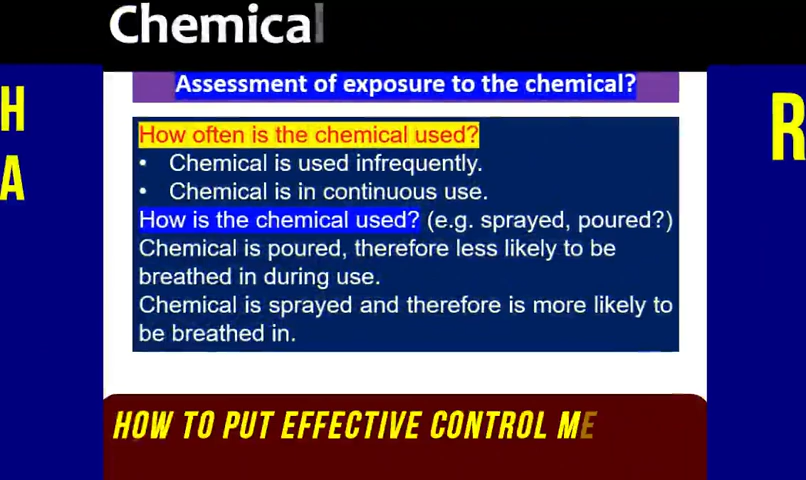 Chemical
Assessment of exposure to the chemical?
H
A
R
How often is the chemical used?
• Chemical is used infrequently.
• Chemical is in continuous use.
How is the chemical used? (e.g. sprayed, poured?)
Chemical is poured, therefore less likely to be
breathed in during use.
Chemical is sprayed and therefore is more likely to
be breathed in.
HOW TO PUT EFFECTIVE CONTROL ME